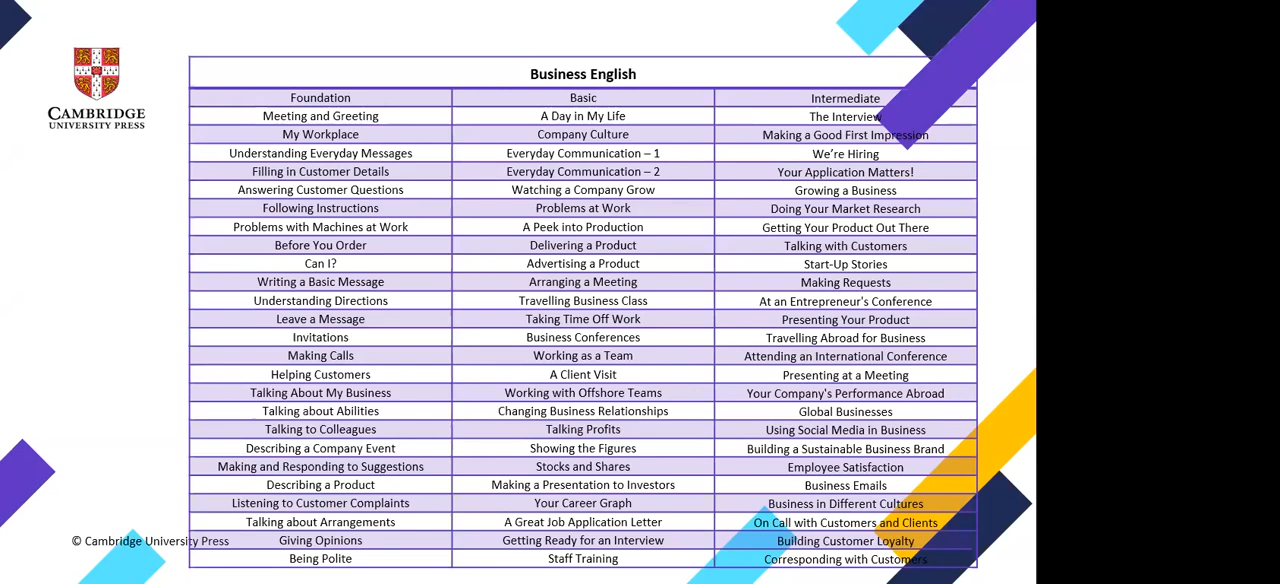 CAMBRIDGE
UNIVERSITY PRESS
Business English
Foundation Basic Intermediate
Meeting and Greeting A Day in My Life The Interview
My Workplace Company Culture Making a Good First Impression
Understanding Everyday Messages Everyday Communication – 1 We’re Hiring
Filling in Customer Details Everyday Communication – 2 Your Application Matters!
Answering Customer Questions Watching a Company Grow Growing a Business
Following Instructions Problems at Work Doing Your Market Research
Problems with Machines at Work A Peek into Production Getting Your Product Out There
Before You Order Delivering a Product Talking with Customers
Can I? Advertising a Product Start-Up Stories
Writing a Basic Message Arranging a Meeting Making Requests
Understanding Directions Travelling Business Class At an Entrepreneur's Conference
Leave a Message Taking Time Off Work Presenting Your Product
Invitations Business Conferences Travelling Abroad for Business
Making Calls Working as a Team Attending an International Conference
Helping Customers A Client Visit Presenting at a Meeting
Talking About My Business Working with Offshore Teams Your Company's Performance Abroad
Talking about Abilities Changing Business Relationships Global Businesses
Talking to Colleagues Talking Profits Using Social Media in Business
Describing a Company Event Showing the Figures Building a Sustainable Business Brand
Making and Responding to Suggestions Stocks and Shares Employee Satisfaction
Describing a Product Making a Presentation to Investors Business Emails
Listening to Customer Complaints Your Career Graph Business in Different Cultures
Talking about Arrangements A Great Job Application Letter On Call with Customers and Clients
© Cambridge University Press Giving Opinions Getting Ready for an Interview Building Customer Loyalty
Being Polite Staff Training Corresponding with Customers